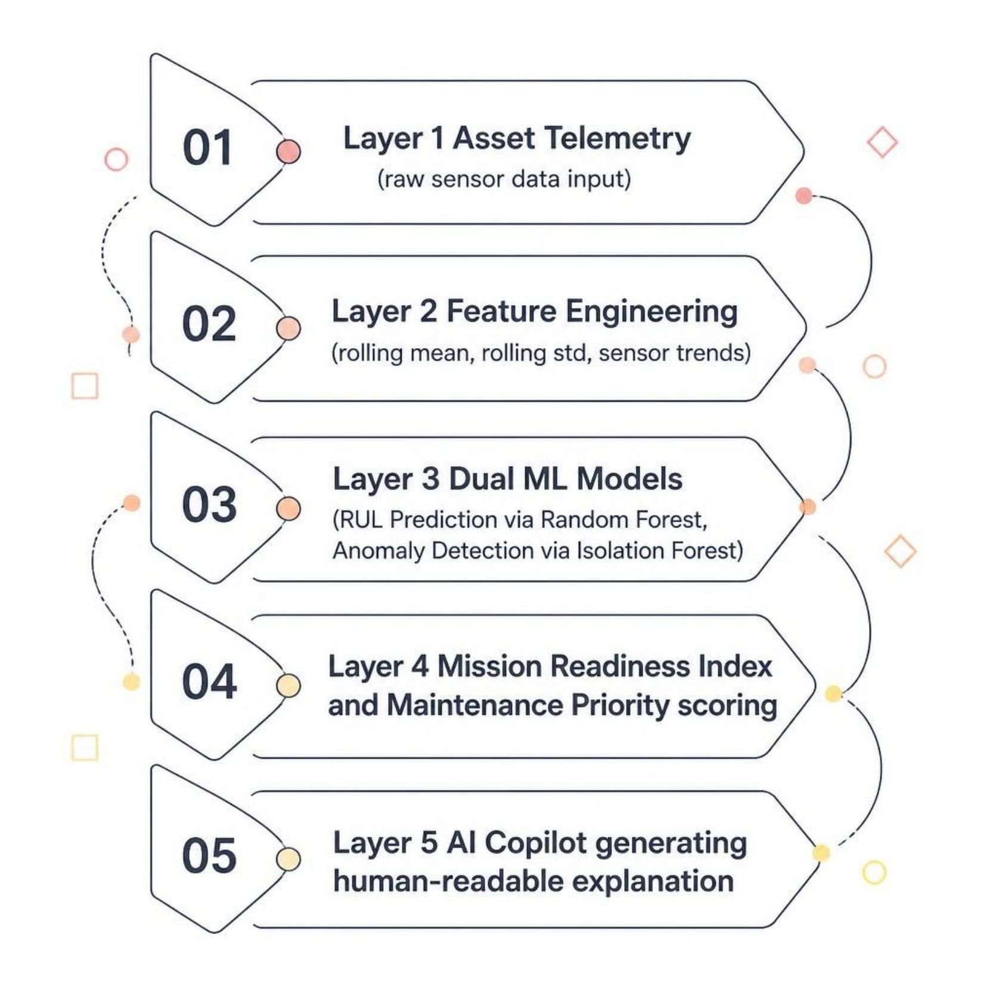 01
Layer 1 Asset Telemetry
(raw sensor data input)
02
Layer 2 Feature Engineering
(rolling mean, rolling std, sensor trends)
03
Layer 3 Dual ML Models
(RUL Prediction via Random Forest,
Anomaly Detection via Isolation Forest)
04
Layer 4 Mission Readiness Index
and Maintenance Priority scoring
05
Layer 5 AI Copilot generating
human-readable explanation